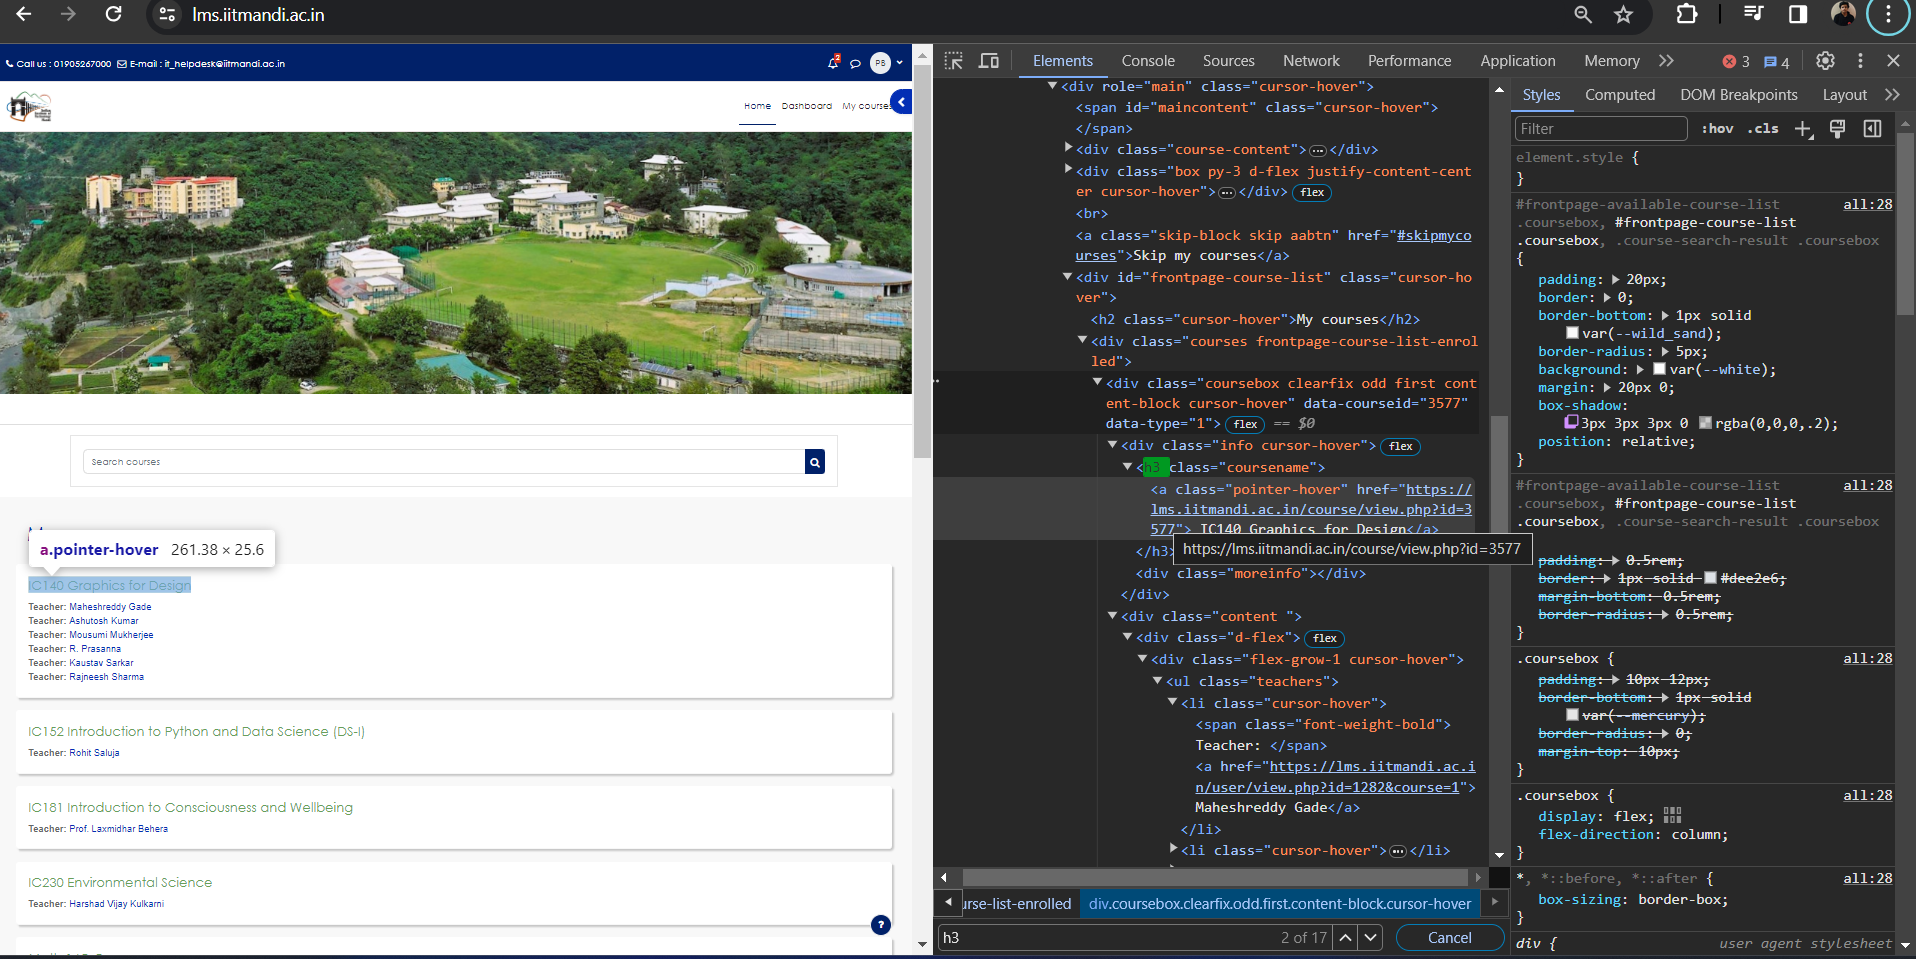 lms.iitmandi.ac.in
Call us : 01905267000 E-mail : it_helpdesk@iitmandi.ac.in
2
PS
Home Dashboard My courses
Search courses
a.pointer-hover 261.38 × 25.6
IC140 Graphics for Design
Teacher: Maheshreddy Gade
Teacher: Ashutosh Kumar
Teacher: Mousumi Mukherjee
Teacher: R. Prasanna
Teacher: Kaustav Sarkar
Teacher: Rajneesh Sharma
IC152 Introduction to Python and Data Science (DS-I)
Teacher: Rohit Saluja
IC181 Introduction to Consciousness and Wellbeing
Teacher: Prof. Laxmidhar Behera
IC230 Environmental Science
Teacher: Harshad Vijay Kulkarni
?
Elements Console Sources Network Performance Application Memory 3 4
<div role="main" class="cursor-hover">
<span id="maincontent" class="cursor-hover">
</span>
<div class="course-content"> … </div>
<div class="box py-3 d-flex justify-content-cent
er cursor-hover"> … </div> flex
<br>
<a class="skip-block skip aabtn" href="#skipmyco
urses">Skip my courses</a>
<div id="frontpage-course-list" class="cursor-ho
ver">
<h2 class="cursor-hover">My courses</h2>
<div class="courses frontpage-course-list-enrol
led">
<div class="coursebox clearfix odd first cont
ent-block cursor-hover" data-courseid="3577"
data-type="1"> flex == $0
<div class="info cursor-hover"> flex
<h3 class="coursename">
<a class="pointer-hover" href="https://
lms.iitmandi.ac.in/course/view.php?id=3
577"> IC140 Graphics for Design</a>
</h3>
https://lms.iitmandi.ac.in/course/view.php?id=3577
<div class="moreinfo"></div>
</div>
<div class="content ">
<div class="d-flex"> flex
<div class="flex-grow-1 cursor-hover">
<ul class="teachers">
<li class="cursor-hover">
<span class="font-weight-bold">
Teacher: </span>
<a href="https://lms.iitmandi.ac.i
n/user/view.php?id=1282&course=1">
Maheshreddy Gade</a>
</li>
<li class="cursor-hover"> … </li>
urse-list-enrolled div.coursebox.clearfix.odd.first.content-block.cursor-hover
h3 2 of 17 Cancel
Styles Computed DOM Breakpoints Layout
Filter :hov .cls
element.style {
}
#frontpage-available-course-list all:28
.coursebox, #frontpage-course-list
.coursebox, .course-search-result .coursebox
{
padding: 20px;
border: 0;
border-bottom: 1px solid
var(--wild_sand);
border-radius: 5px;
background: var(--white);
margin: 20px 0;
box-shadow:
3px 3px 3px 0 rgba(0,0,0,.2);
position: relative;
}
#frontpage-available-course-list all:28
.coursebox, #frontpage-course-list
.coursebox, .course-search-result .coursebox
padding: 0.5rem;
border: 1px solid #dee2e6;
margin-bottom: 0.5rem;
border-radius: 0.5rem;
}
.coursebox { all:28
padding: 10px 12px;
border-bottom: 1px solid
var(--mercury);
border-radius: 0;
margin-top: 10px;
}
.coursebox { all:28
display: flex;
flex-direction: column;
}
*, *::before, *::after { all:28
box-sizing: border-box;
}
div { user agent stylesheet